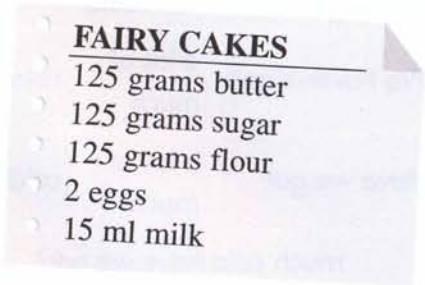 FAIRY CAKES
125 grams butter
125 grams sugar
125 grams flour
2 eggs
15 ml milk